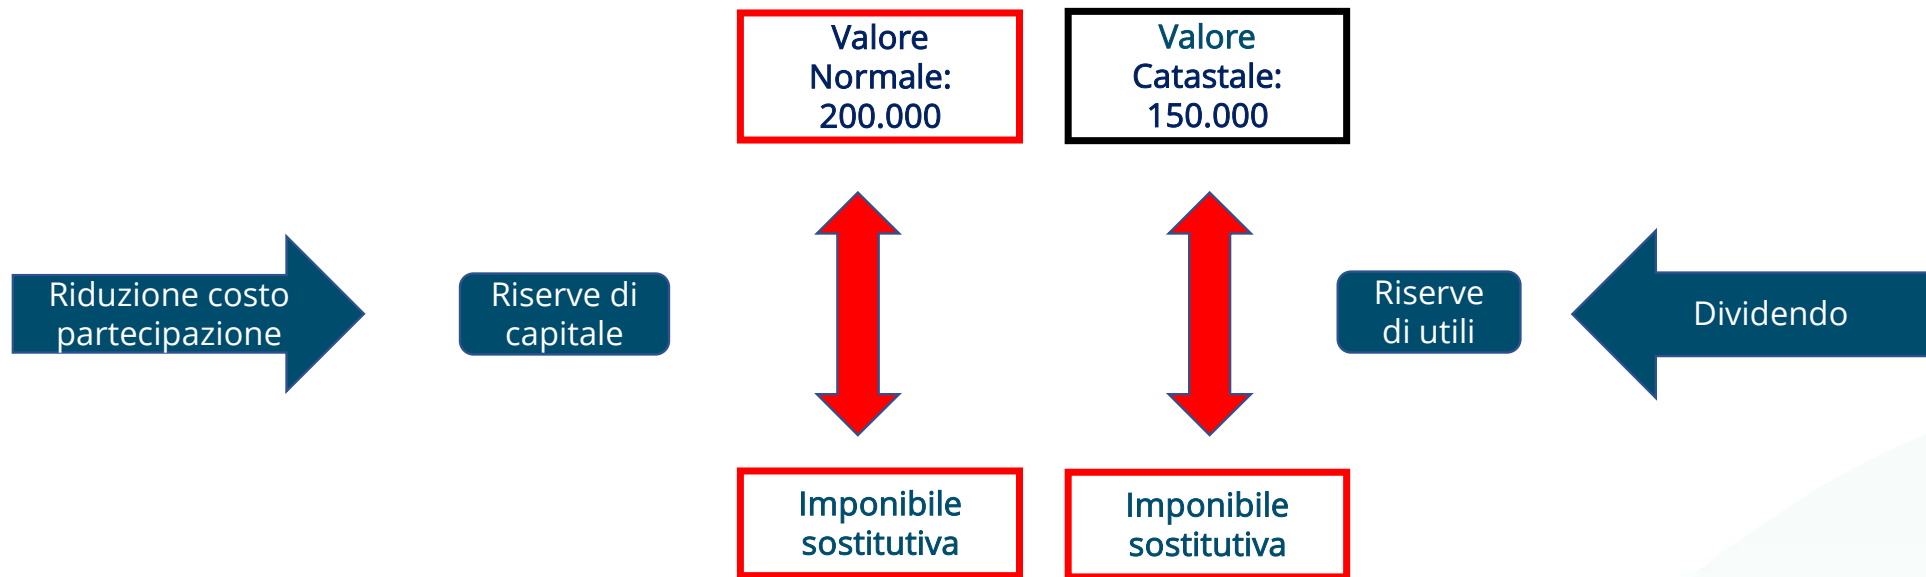 Valore
Normale:
200.000
Valore
Catastale:
150.000
Riduzione costo
partecipazione
Riserve di
capitale
Riserve
di utili
Dividendo
Imponibile
sostitutiva
Imponibile
sostitutiva